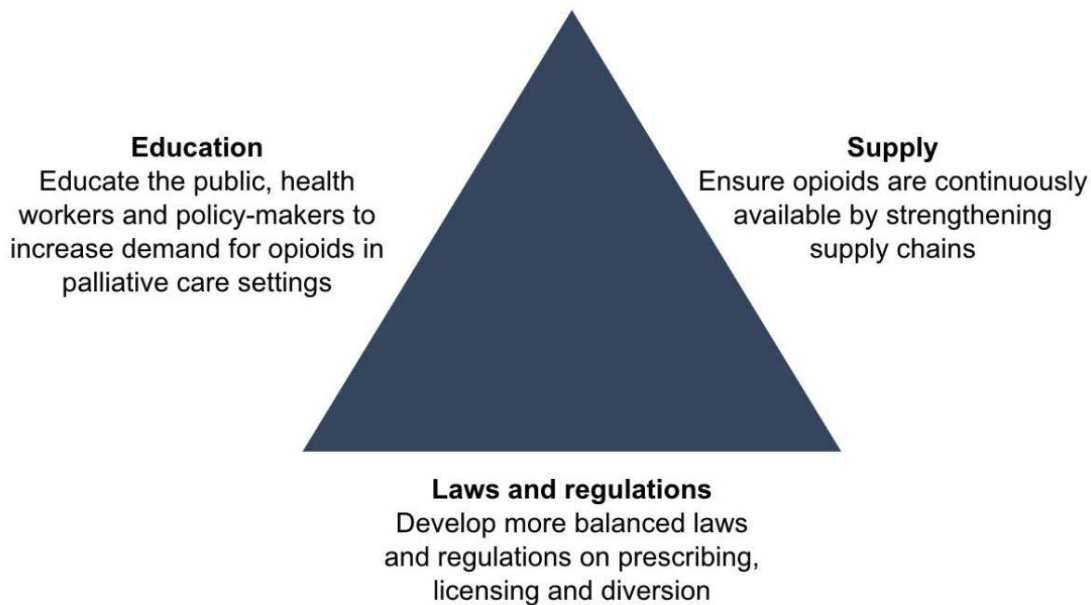 Education
Educate the public, health
workers and policy-makers to
increase demand for opioids in
palliative care settings
Supply
Ensure opioids are continuously
available by strengthening
supply chains
Laws and regulations
Develop more balanced laws
and regulations on prescribing,
licensing and diversion